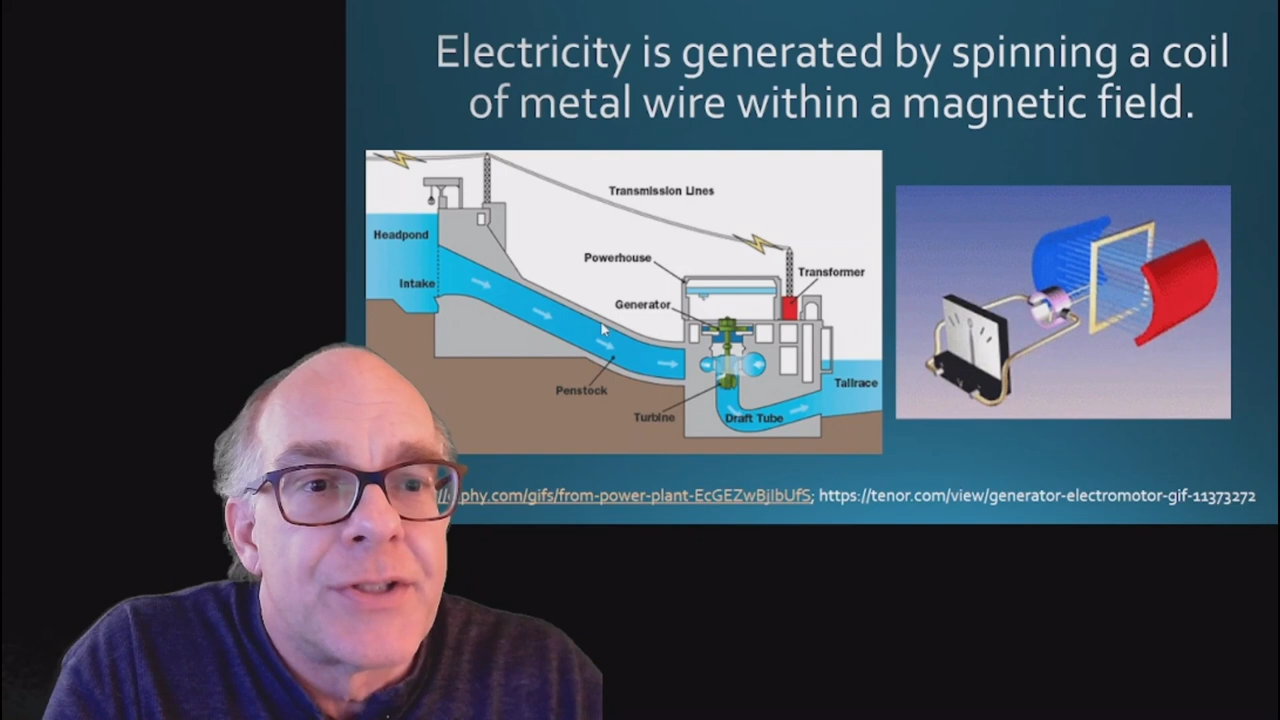 Electricity is generated by spinning a coil
of metal wire within a magnetic field.
Transmission Lines
Headpond
Powerhouse
Transformer
Intake
Generator
Penstock
Tailrace
Turbine
Draft Tube
phy.com/gifs/from-power-plant-EcGEZwBjIbUfS; https://tenor.com/view/generator-electromotor-gif-11373272